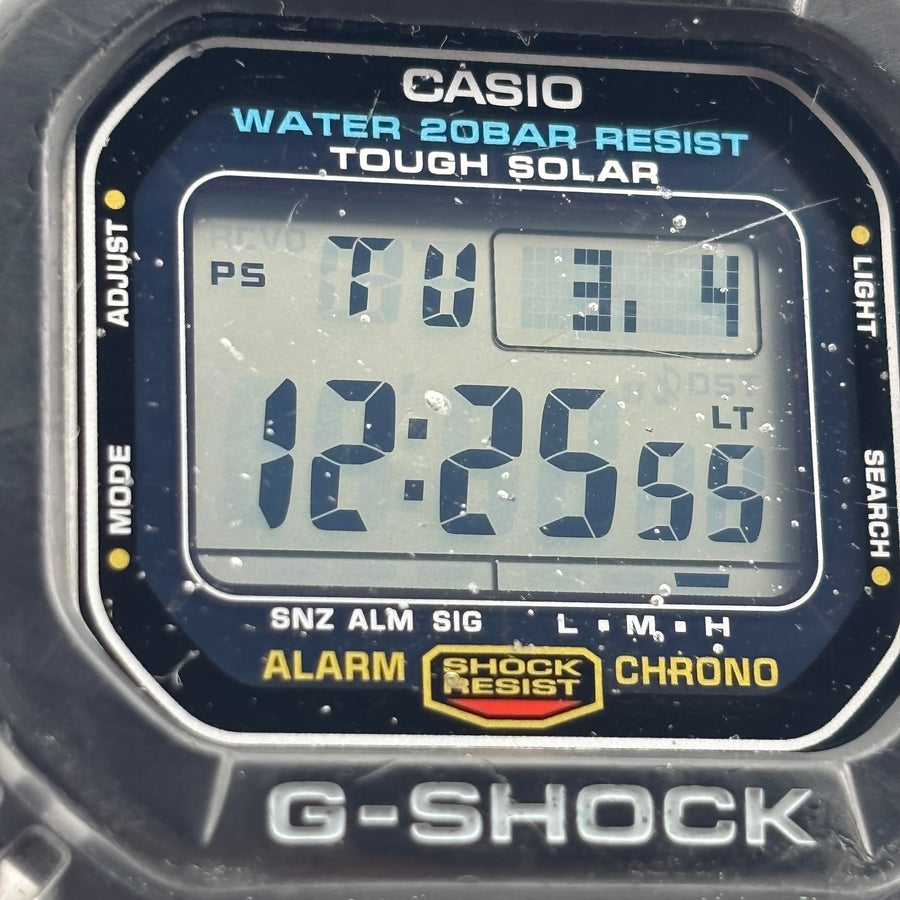 CASIO
WATER 20BAR RESIST
TOUGH SOLAR
ADJUST
LIGHT
PS TU 3. 4
DST
LT
12:25 55
MODE
SEARCH
SNZ ALM SIG L ▪ M ▪ H
ALARM SHOCK RESIST CHRONO
G-SHOCK